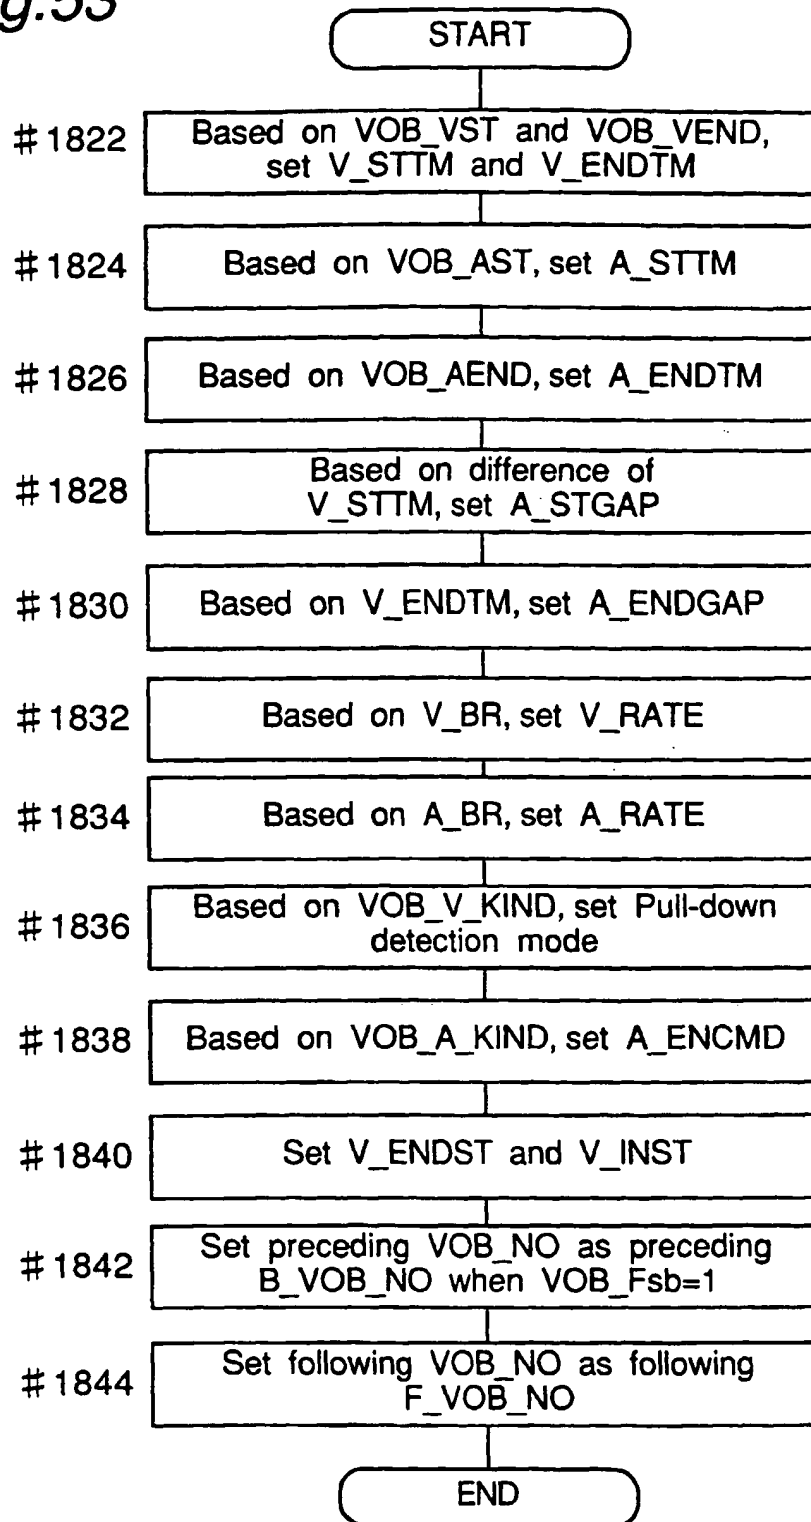 g.53
START
#1822
Based on VOB_VST and VOB_VEND,
set V_STTM and V_ENDTM
#1824
Based on VOB_AST, set A_STTM
#1826
Based on VOB_AEND, set A_ENDTM
#1828
Based on difference of
V_STTM, set A_STGAP
#1830
Based on V_ENDTM, set A_ENDGAP
#1832
Based on V_BR, set V_RATE
#1834
Based on A_BR, set A_RATE
#1836
Based on VOB_V_KIND, set Pull-down
detection mode
#1838
Based on VOB_A_KIND, set A_ENCMD
#1840
Set V_ENDST and V_INST
#1842
Set preceding VOB_NO as preceding
B_VOB_NO when VOB_Fsb=1
#1844
Set following VOB_NO as following
F_VOB_NO
END